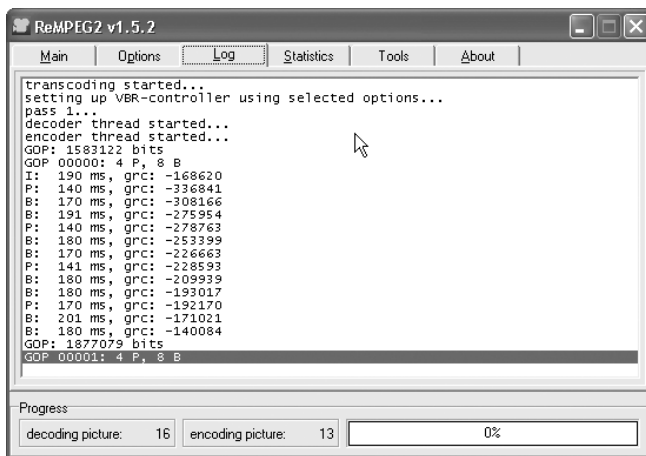 ReMPEG2 v1.5.2
Main Options Log Statistics Tools About
transcoding started...
setting up VBR-controller using selected options...
pass 1...
decoder thread started...
encoder thread started...
GOP: 1583122 bits
GOP 00000: 4 P, 8 B
I: 190 ms, grc: -168620
P: 140 ms, grc: -336841
B: 170 ms, grc: -308166
B: 191 ms, grc: -275954
P: 140 ms, grc: -278763
B: 180 ms, grc: -253399
B: 170 ms, grc: -226663
P: 141 ms, grc: -228593
B: 180 ms, grc: -209939
B: 180 ms, grc: -193017
P: 170 ms, grc: -192170
B: 201 ms, grc: -171021
B: 180 ms, grc: -140084
GOP: 1877079 bits
GOP 00001: 4 P, 8 B
Progress
decoding picture: 16 encoding picture: 13 0%